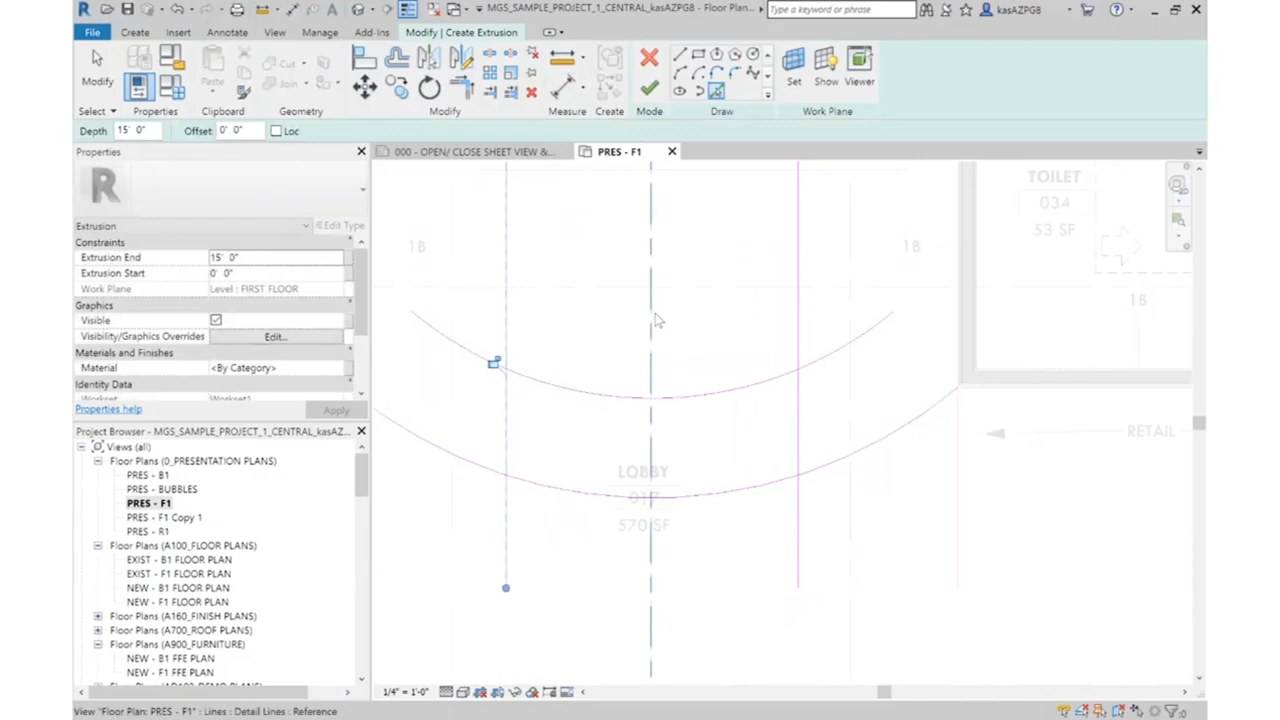 MGS_SAMPLE_PROJECT_1_CENTRAL_kasAZPG8 - Floor Plan...
Type a keyword or phrase
kasAZPG8
File Create Insert Annotate View Manage Add-Ins Modify | Create Extrusion
Modify
Paste
Cut
Join
Set Show Viewer
Select Properties Clipboard Geometry Modify Measure Create Mode Draw Work Plane
Depth 15' 0" Offset: 0' 0" Loc
Properties
000 - OPEN/ CLOSE SHEET VIEW &... PRES - F1
Extrusion Edit Type
Constraints
Extrusion End 15' 0"
Extrusion Start 0' 0"
Work Plane Level : FIRST FLOOR
Graphics
Visible
Visibility/Graphics Overrides Edit...
Materials and Finishes
Material <By Category>
Identity Data
Properties help Apply
Project Browser - MGS_SAMPLE_PROJECT_1_CENTRAL_kasAZ...
Views (all)
Floor Plans (0_PRESENTATION PLANS)
PRES - B1
PRES - BUBBLES
PRES - F1
PRES - F1 Copy 1
PRES - R1
Floor Plans (A100_FLOOR PLANS)
EXIST - B1 FLOOR PLAN
EXIST - F1 FLOOR PLAN
NEW - B1 FLOOR PLAN
NEW - F1 FLOOR PLAN
Floor Plans (A160_FINISH PLANS)
Floor Plans (A700_ROOF PLANS)
Floor Plans (A900_FURNITURE)
NEW - B1 FFE PLAN
NEW - F1 FFE PLAN
1B
1B
TOILET
034
53 SF
1B
RETAIL
LOBBY
017
570 SF
1/4" = 1'-0"
View "Floor Plan: PRES - F1" : Lines : Detail Lines : Reference
:0